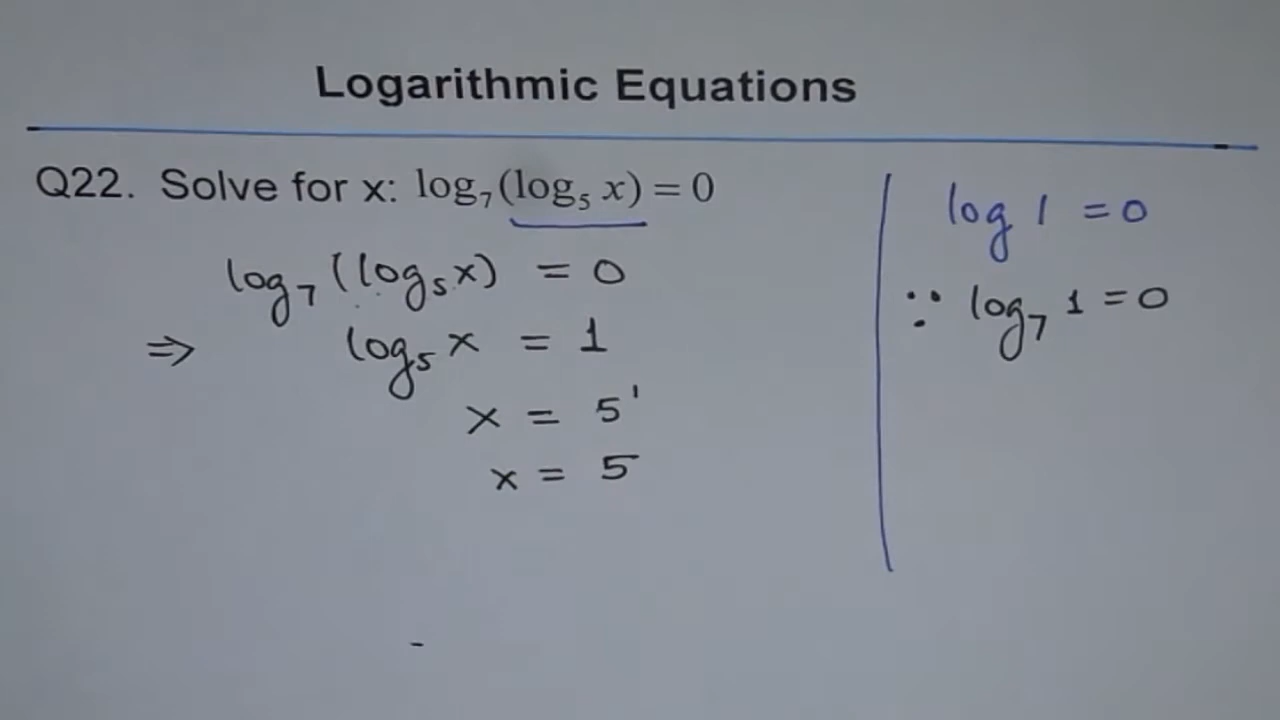 Logarithmic Equations
Q22. Solve for x: log₇(log₅ x) = 0
log₇(log₅x) = 0
⇒ log₅x = 1
x = 5¹
x = 5
log 1 = 0
∵ log₇ 1 = 0